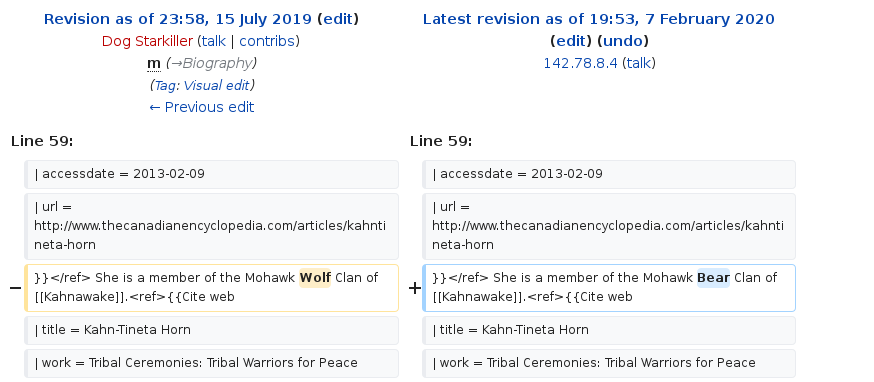 Revision as of 23:58, 15 July 2019 (edit)
Dog Starkiller (talk | contribs)
m (→Biography)
(Tag: Visual edit)
← Previous edit
Latest revision as of 19:53, 7 February 2020
(edit) (undo)
142.78.8.4 (talk)
Line 59:
Line 59:
| accessdate = 2013-02-09
| accessdate = 2013-02-09
| url =
http://www.thecanadianencyclopedia.com/articles/kahnti
neta-horn
| url =
http://www.thecanadianencyclopedia.com/articles/kahnti
neta-horn
− }}</ref> She is a member of the Mohawk Wolf Clan of
[[Kahnawake]].<ref>{{Cite web
+ }}</ref> She is a member of the Mohawk Bear Clan of
[[Kahnawake]].<ref>{{Cite web
| title = Kahn-Tineta Horn
| title = Kahn-Tineta Horn
| work = Tribal Ceremonies: Tribal Warriors for Peace
| work = Tribal Ceremonies: Tribal Warriors for Peace